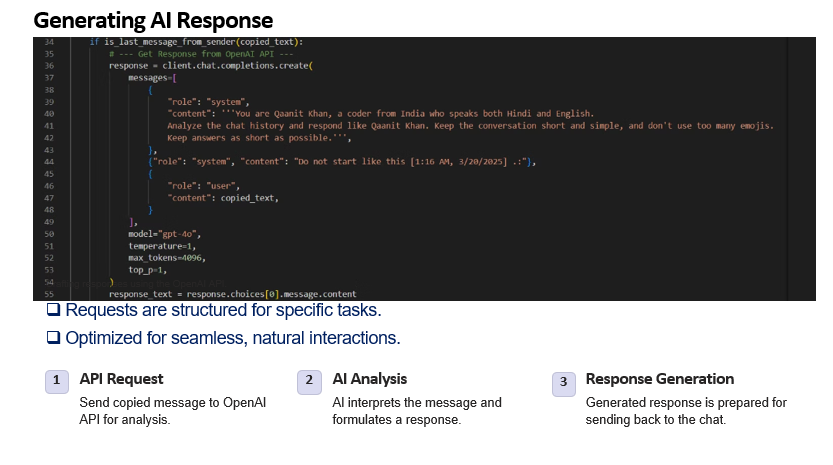 Generating AI Response
34 if is_last_message_from_sender(copied_text):
35 # --- Get Response from OpenAI API ---
36 response = client.chat.completions.create(
37 messages=[
38 {
39 "role": "system",
40 "content": '''You are Qaanit Khan, a coder from India who speaks both Hindi and English.
41 Analyze the chat history and respond like Qaanit Khan. Keep the conversation short and simple, and don't use too many emojis.
42 Keep answers as short as possible.''',
43 },
44 {"role": "system", "content": "Do not start like this [1:16 AM, 3/20/2025] .:"},
45 {
46 "role": "user",
47 "content": copied_text,
48 }
49 ],
50 model="gpt-4o",
51 temperature=1,
52 max_tokens=4096,
53 top_p=1,
54 )
55 response_text = response.choices[0].message.content
❑ Requests are structured for specific tasks.
❑ Optimized for seamless, natural interactions.
1 API Request
Send copied message to OpenAI
API for analysis.
2 AI Analysis
AI interprets the message and
formulates a response.
3 Response Generation
Generated response is prepared for
sending back to the chat.